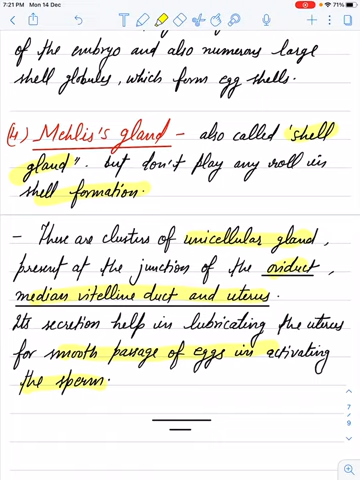 7:21 PM Mon 14 Dec
71%
of the embryo and also numerous large
shell globules, which form egg shells.
(4) Mehlis's gland - also called 'shell
gland". but don't play any roll in
shell formation.
- These are clusters of unicellular gland,
present at the junction of the oviduct,
median vitelline duct and uterus.
Its secretion help in lubricating the uterus
for smooth passage of eggs in activating
the sperm.
7
9